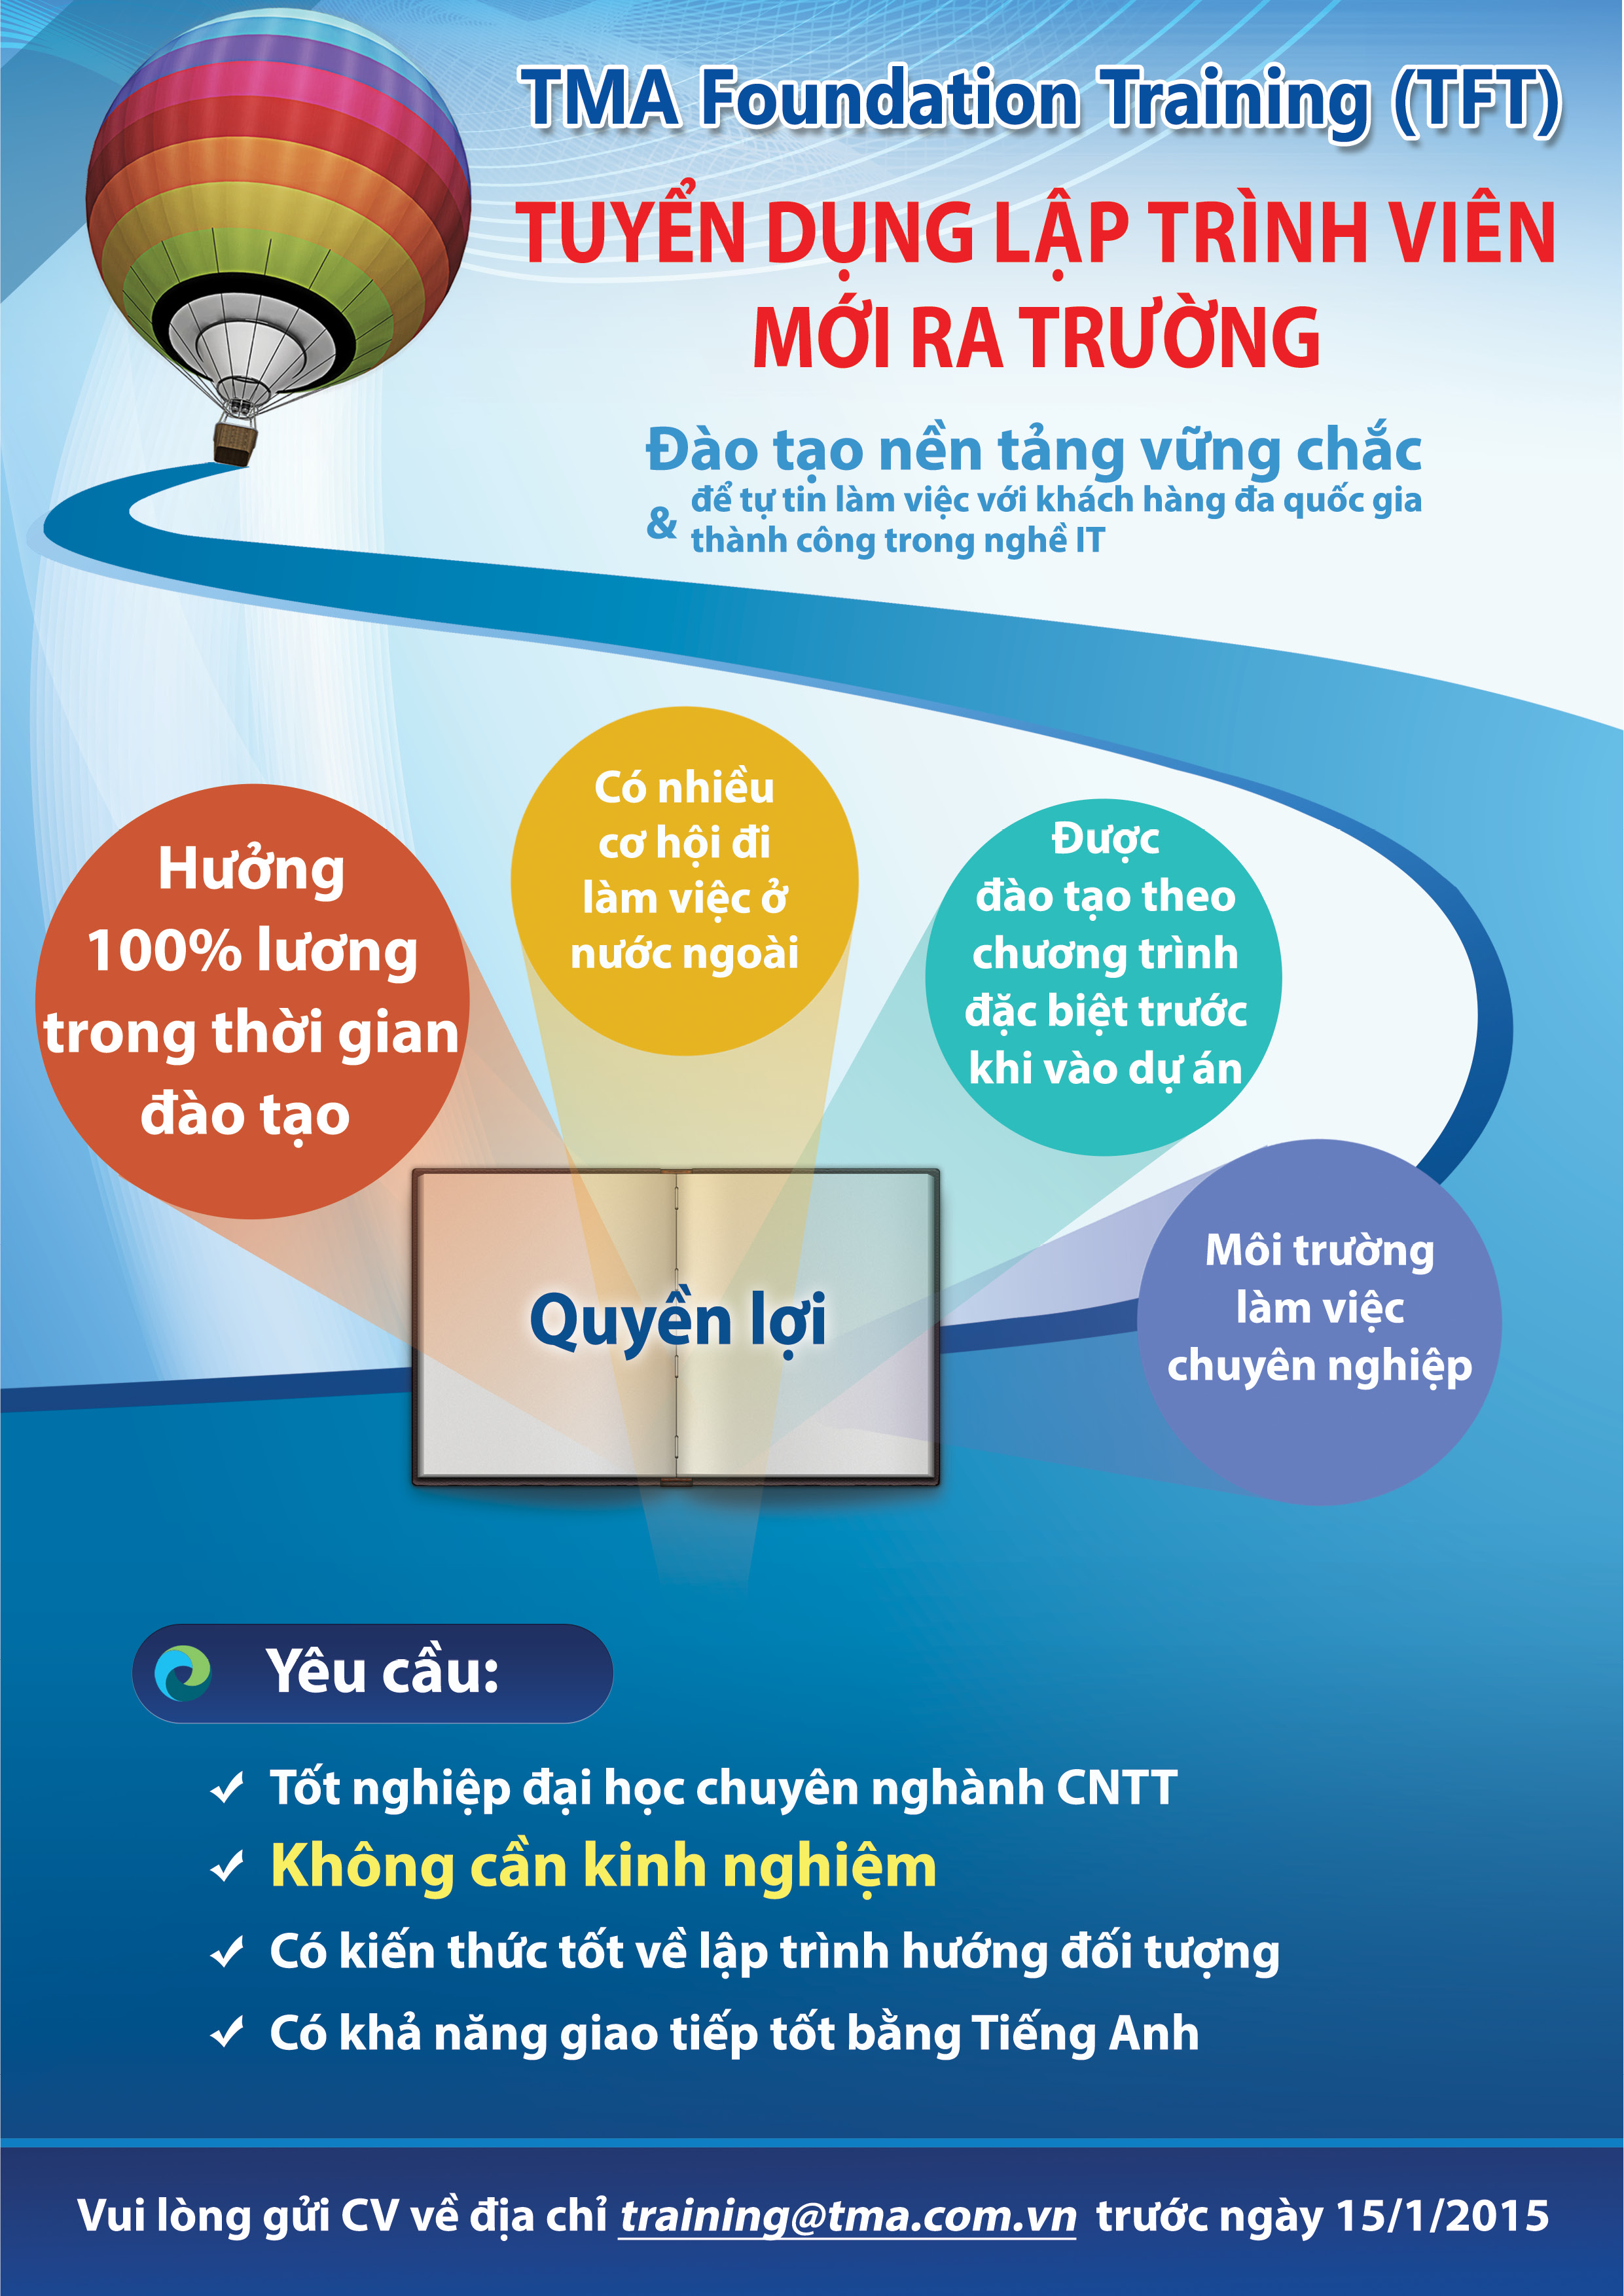 TMA Foundation Training (TFT)
TUYỂN DỤNG LẬP TRÌNH VIÊN
MỚI RA TRƯỜNG
Đào tạo nền tảng vững chắc
để tự tin làm việc với khách hàng đa quốc gia
& thành công trong nghề IT
Hưởng
100% lương
trong thời gian
đào tạo
Có nhiều
cơ hội đi
làm việc ở
nước ngoài
Được
đào tạo theo
chương trình
đặc biệt trước
khi vào dự án
Môi trường
làm việc
chuyên nghiệp
Quyền lợi
Yêu cầu:
Tốt nghiệp đại học chuyên nghành CNTT
Không cần kinh nghiệm
Có kiến thức tốt về lập trình hướng đối tượng
Có khả năng giao tiếp tốt bằng Tiếng Anh
Vui lòng gửi CV về địa chỉ training@tma.com.vn trước ngày 15/1/2015